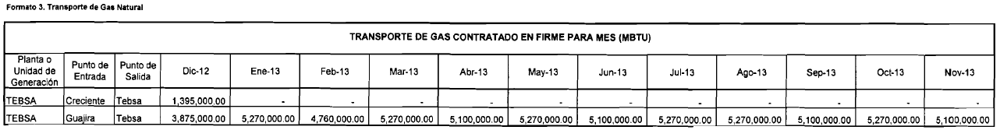 Formato 3. Transporte de Gas Natural
TRANSPORTE DE GAS CONTRATADO EN FIRME PARA MES (MBTU)
Planta o Unidad de Generación Punto de Entrada Punto de Salida Dic-12 Ene-13 Feb-13 Mar-13 Abr-13 May-13 Jun-13 Jul-13 Ago-13 Sep-13 Oct-13 Nov-13
TEBSA Creciente Tebsa 1,395,000.00 - - - - - - - - - - -
TEBSA Guajira Tebsa 3,875,000.00 5,270,000.00 4,760,000.00 5,270,000.00 5,100,000.00 5,270,000.00 5,100,000.00 5,270,000.00 5,270,000.00 5,100,000.00 5,270,000.00 5,100,000.00